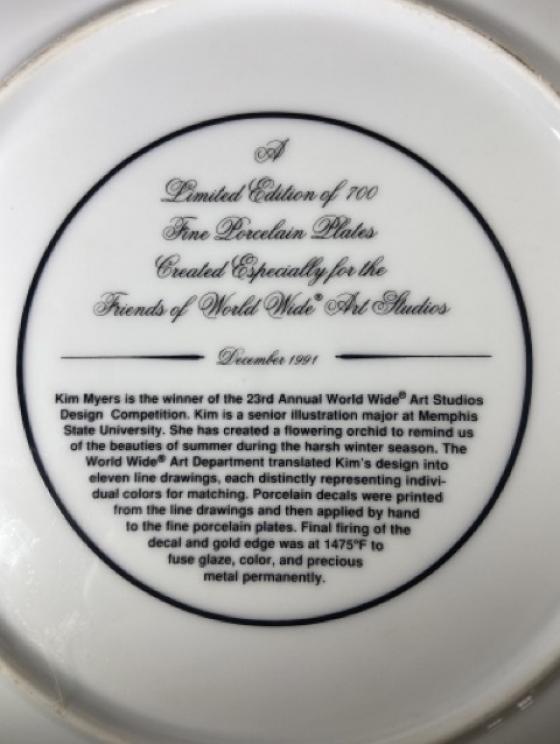 A
Limited Edition of 700
Fine Porcelain Plates
Created Especially for the
Friends of World Wide® Art Studios
December 1991
Kim Myers is the winner of the 23rd Annual World Wide® Art Studios
Design Competition. Kim is a senior illustration major at Memphis
State University. She has created a flowering orchid to remind us
of the beauties of summer during the harsh winter season. The
World Wide® Art Department translated Kim's design into
eleven line drawings, each distinctly representing indivi-
dual colors for matching. Porcelain decals were printed
from the line drawings and then applied by hand
to the fine porcelain plates. Final firing of the
decal and gold edge was at 1475°F to
fuse glaze, color, and precious
metal permanently.